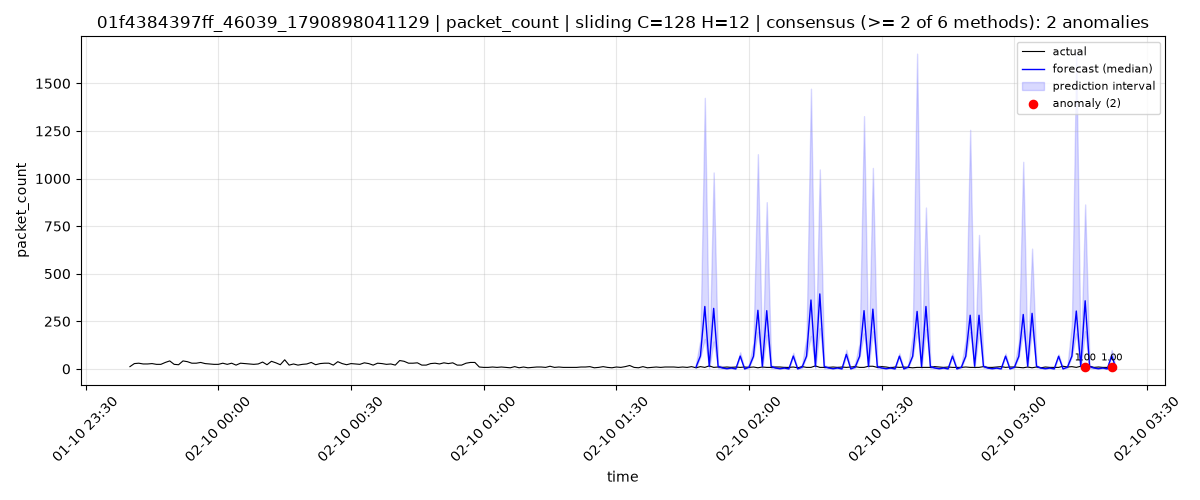 01f4384397ff_46039_1790898041129 | packet_count | sliding C=128 H=12 | consensus (>= 2 of 6 methods): 2 anomalies
actual
forecast (median)
prediction interval
anomaly (2)
packet_count
1500
1250
1000
750
500
250
0
1.00 1.00
01-10 23:30
02-10 00:00
02-10 00:30
02-10 01:00
02-10 01:30
02-10 02:00
02-10 02:30
02-10 03:00
02-10 03:30
time